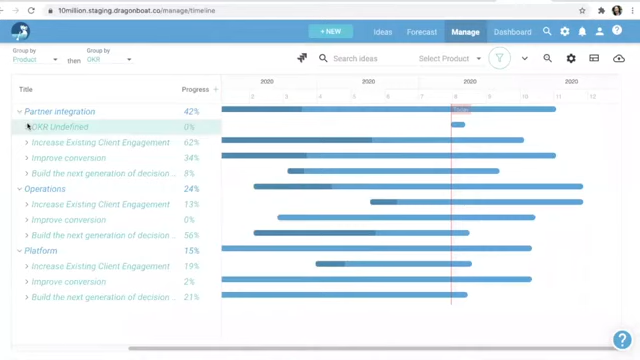 10million.staging.dragonboat.co/manage/timeline
+ NEW
Ideas
Forecast
Manage
Dashboard
Group by
Product
then
Group by
OKR
Search ideas
Select Product
Title
Progress +
2020
2020
2020
2020
2
3
4
5
6
7
8
9
10
11
12
Partner integration 42%
OKR Undefined 0%
Increase Existing Client Engagement 62%
Improve conversion 34%
Build the next generation of decision ... 8%
Operations 24%
Increase Existing Client Engagement 13%
Improve conversion 0%
Build the next generation of decision ... 56%
Platform 15%
Increase Existing Client Engagement 19%
Improve conversion 2%
Build the next generation of decision ... 21%
?